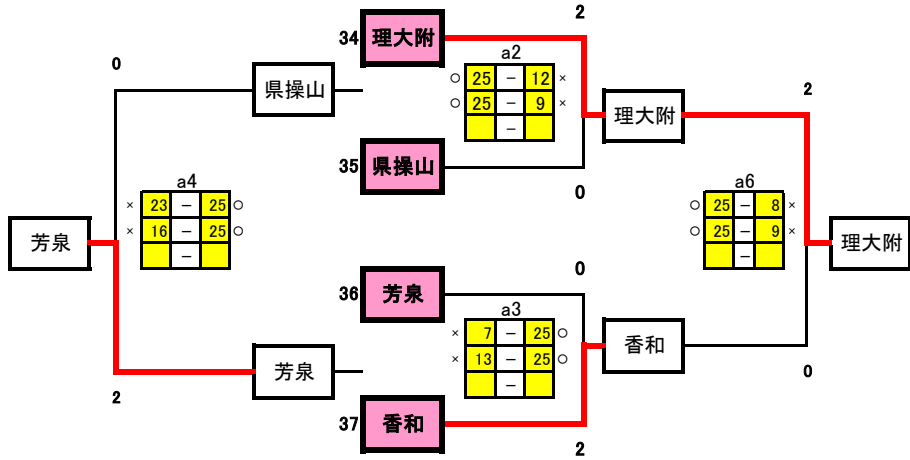 2
34 理大附
0
a2
県操山
○ 25 － 12 ×
2
○ 25 － 9 ×
－
理大附
35 県操山
a4
0
a6
× 23 － 25 ○
○ 25 － 8 ×
× 16 － 25 ○
○ 25 － 9 ×
芳泉
－
－
理大附
0
36 芳泉
a3
× 7 － 25 ○
香和
× 13 － 25 ○
芳泉
0
－
2
37 香和
2